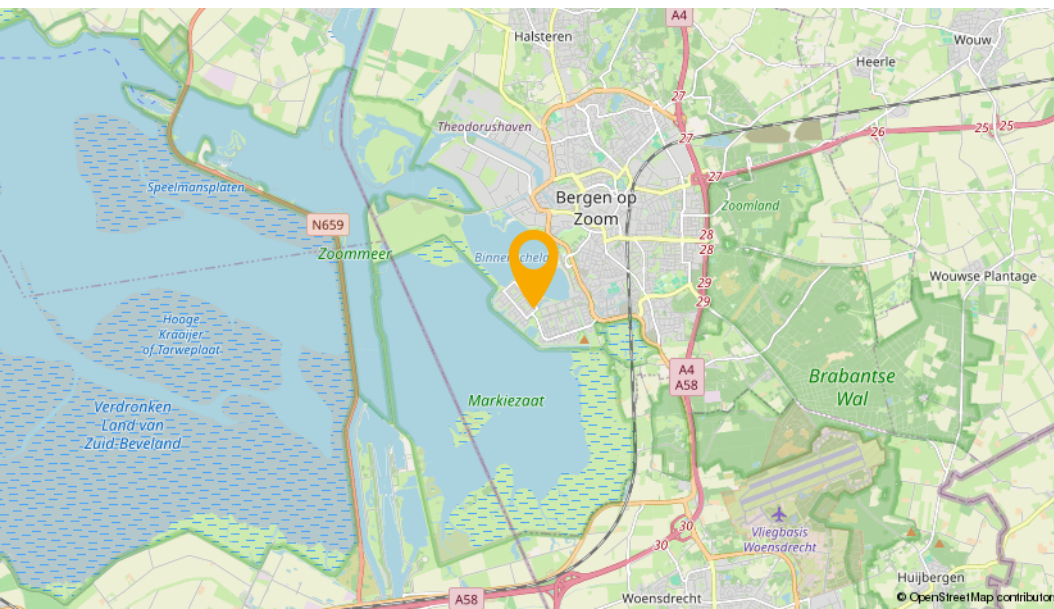 A4
Halsteren
Wouw
Heerle
27
Theodorushaven
27
26
25
25
27
Speelmansplaten
Bergen op
Zoom
Zoomland
N659
28
28
Zoommeer
Wouwse Plantage
29
29
Hooge
Kraaijer
of Tarweplaat
A4
A58
Brabantse
Wal
Markiezaat
Verdronken
Land van
Zuid-Beveland
30
30
Vliegbasis
Woensdrecht
Huijbergen
A58
Woensdrecht
© OpenStreetMap contributor